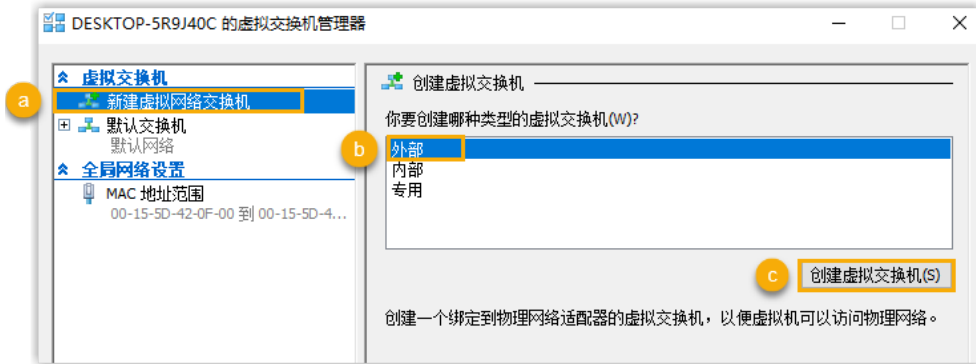 DESKTOP-5R9J40C 的虚拟交换机管理器
虚拟交换机
a
新建虚拟网络交换机
默认交换机
默认网络
全局网络设置
MAC 地址范围
00-15-5D-42-0F-00 到 00-15-5D-4...
创建虚拟交换机
你要创建哪种类型的虚拟交换机(W)?
b
外部
内部
专用
c
创建虚拟交换机(S)
创建一个绑定到物理网络适配器的虚拟交换机，以便虚拟机可以访问物理网络。